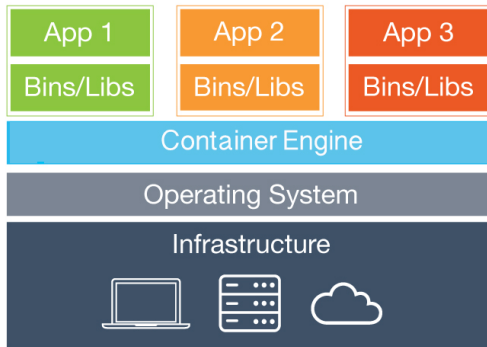 App 1 App 2 App 3
Bins/Libs Bins/Libs Bins/Libs
Container Engine
Operating System
Infrastructure